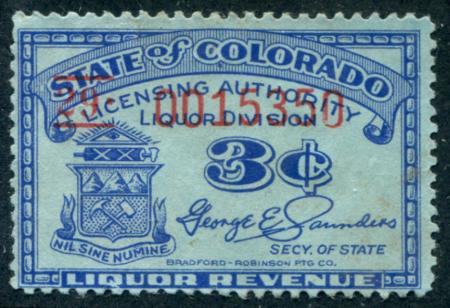 STATE of COLORADO
LICENSING AUTHORITY
29· 0015350
LIQUOR DIVISION
3¢
George E. Saunders
NIL SINE NUMINE
SECY. OF STATE
BRADFORD-ROBINSON PTG CO.
LIQUOR REVENUE